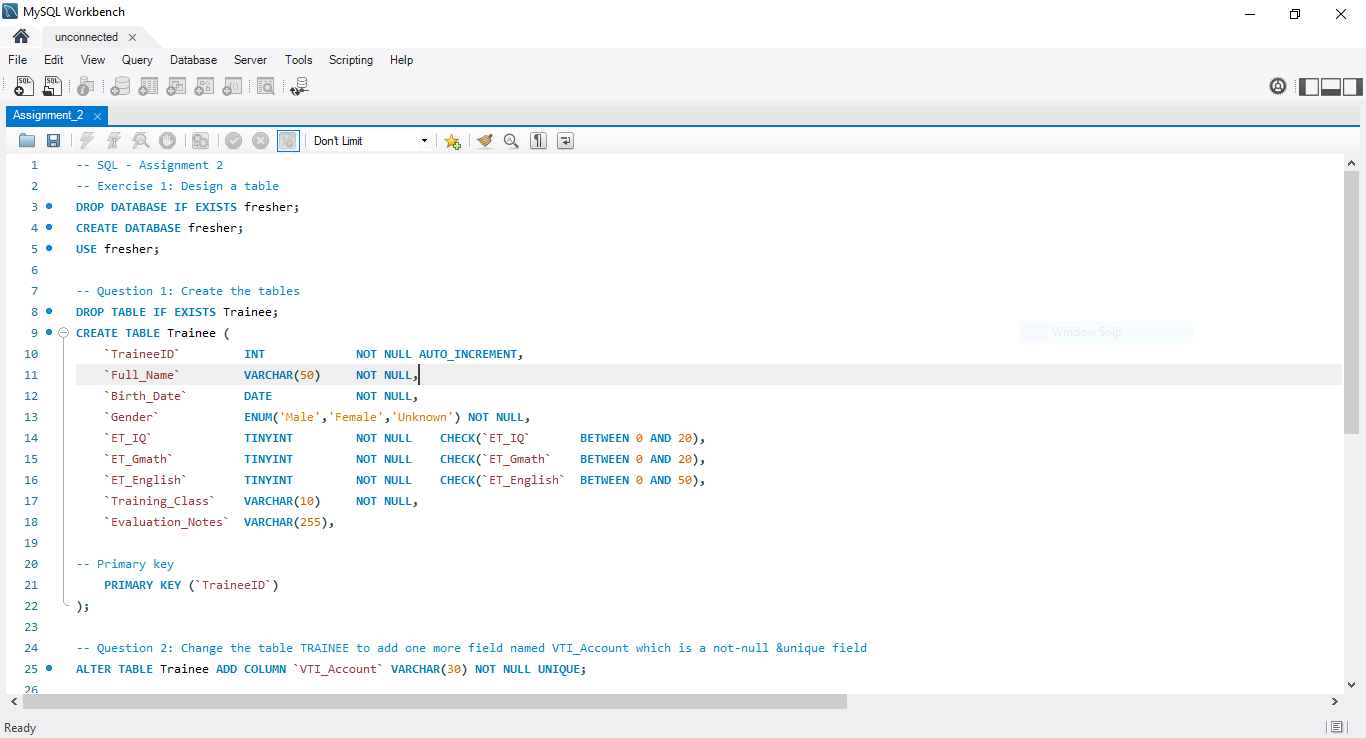 MySQL Workbench
unconnected
File Edit View Query Database Server Tools Scripting Help
SQL SQL
Assignment_2
Don't Limit
1 -- SQL - Assignment 2
2 -- Exercise 1: Design a table
3 DROP DATABASE IF EXISTS fresher;
4 CREATE DATABASE fresher;
5 USE fresher;
6
7 -- Question 1: Create the tables
8 DROP TABLE IF EXISTS Trainee;
9 CREATE TABLE Trainee (
Window Snip
10 `TraineeID` INT NOT NULL AUTO_INCREMENT,
11 `Full_Name` VARCHAR(50) NOT NULL,
12 `Birth_Date` DATE NOT NULL,
13 `Gender` ENUM('Male','Female','Unknown') NOT NULL,
14 `ET_IQ` TINYINT NOT NULL CHECK(`ET_IQ` BETWEEN 0 AND 20),
15 `ET_Gmath` TINYINT NOT NULL CHECK(`ET_Gmath` BETWEEN 0 AND 20),
16 `ET_English` TINYINT NOT NULL CHECK(`ET_English` BETWEEN 0 AND 50),
17 `Training_Class` VARCHAR(10) NOT NULL,
18 `Evaluation_Notes` VARCHAR(255),
19
20 -- Primary key
21 PRIMARY KEY (`TraineeID`)
22 );
23
24 -- Question 2: Change the table TRAINEE to add one more field named VTI_Account which is a not-null &unique field
25 ALTER TABLE Trainee ADD COLUMN `VTI_Account` VARCHAR(30) NOT NULL UNIQUE;
26
Ready